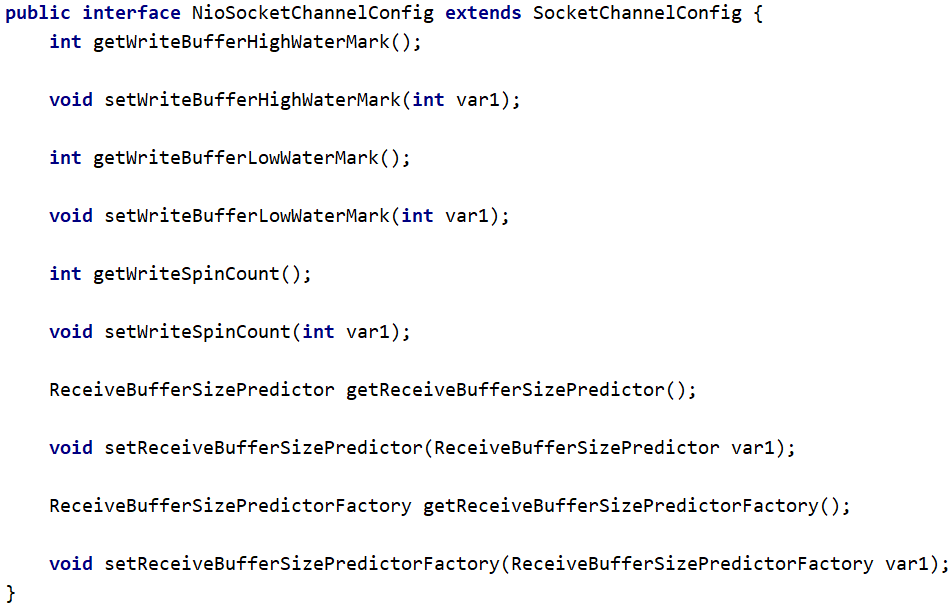 public interface NioSocketChannelConfig extends SocketChannelConfig {
    int getWriteBufferHighWaterMark();

    void setWriteBufferHighWaterMark(int var1);

    int getWriteBufferLowWaterMark();

    void setWriteBufferLowWaterMark(int var1);

    int getWriteSpinCount();

    void setWriteSpinCount(int var1);

    ReceiveBufferSizePredictor getReceiveBufferSizePredictor();

    void setReceiveBufferSizePredictor(ReceiveBufferSizePredictor var1);

    ReceiveBufferSizePredictorFactory getReceiveBufferSizePredictorFactory();

    void setReceiveBufferSizePredictorFactory(ReceiveBufferSizePredictorFactory var1);
}